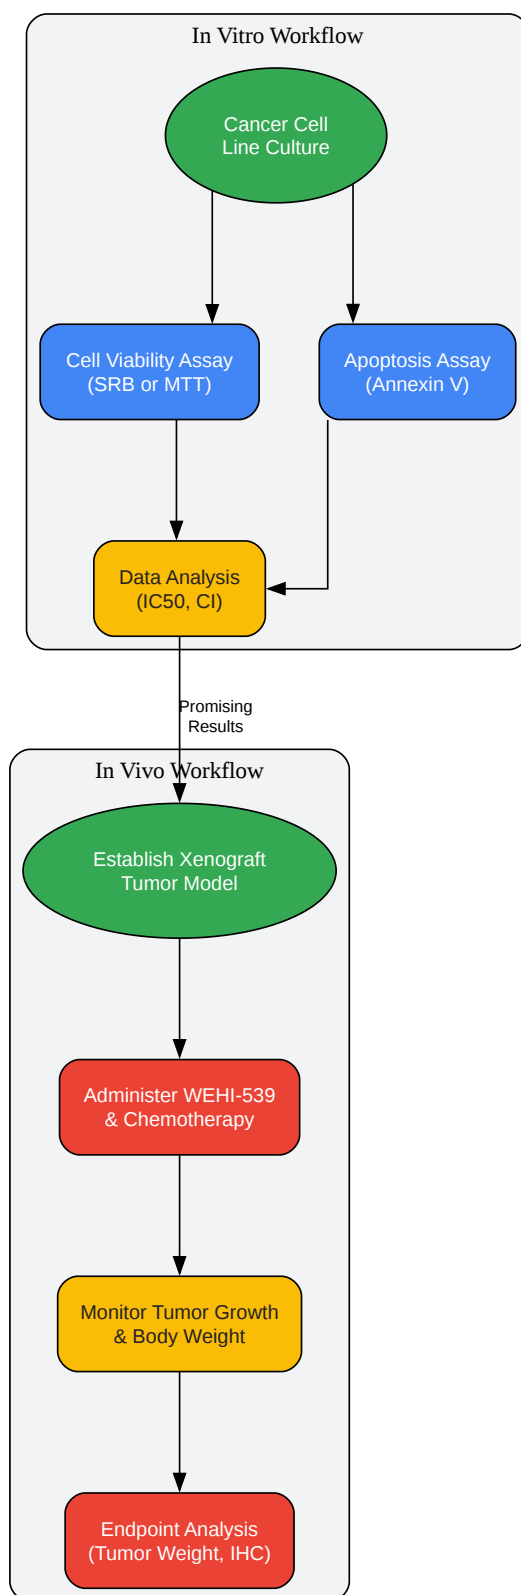 In Vitro Workflow
Cancer Cell
Line Culture
Cell Viability Assay
(SRB or MTT)
Apoptosis Assay
(Annexin V)
Data Analysis
(IC50, CI)
Promising
Results
In Vivo Workflow
Establish Xenograft
Tumor Model
Administer WEHI-539
& Chemotherapy
Monitor Tumor Growth
& Body Weight
Endpoint Analysis
(Tumor Weight, IHC)